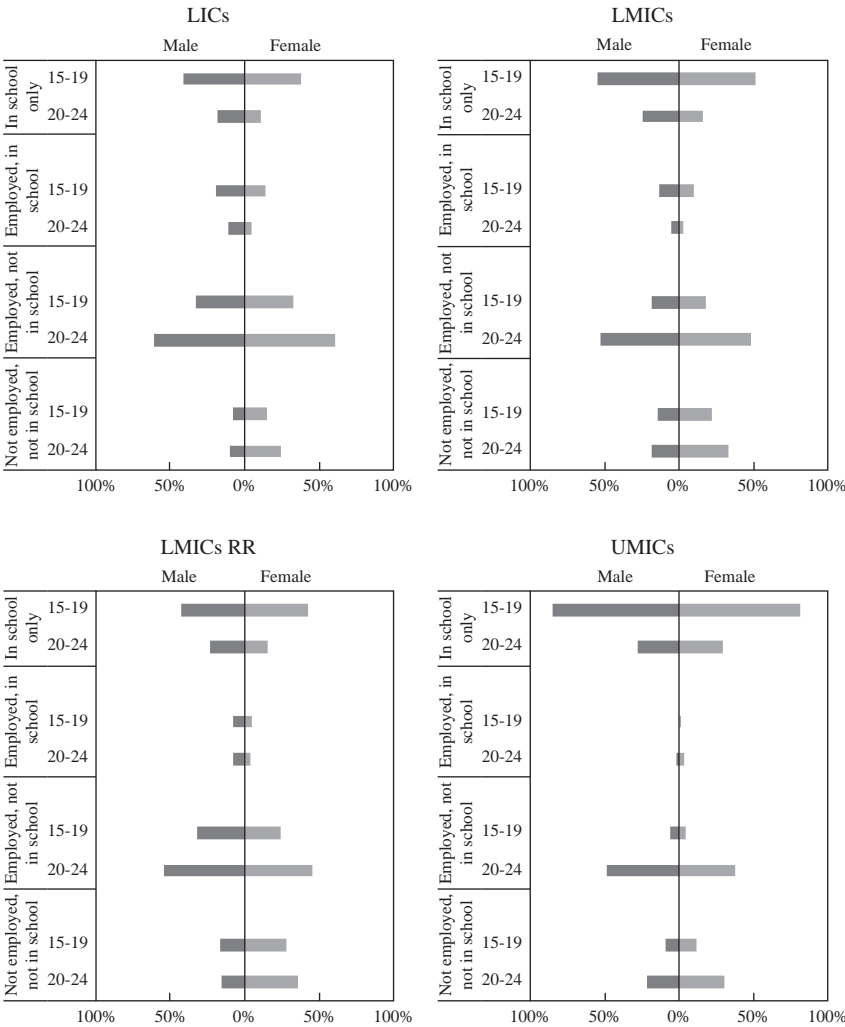 LICs
Male Female
In school
only
15-19
20-24
Employed, in
school
15-19
20-24
Employed, not
in school
15-19
20-24
Not employed,
not in school
15-19
20-24
100% 50% 0% 50% 100%
LMICs
Male Female
In school
only
15-19
20-24
Employed, in
school
15-19
20-24
Employed, not
in school
15-19
20-24
Not employed,
not in school
15-19
20-24
100% 50% 0% 50% 100%
LMICs RR
Male Female
In school
only
15-19
20-24
Employed, in
school
15-19
20-24
Employed, not
in school
15-19
20-24
Not employed,
not in school
15-19
20-24
100% 50% 0% 50% 100%
UMICs
Male Female
In school
only
15-19
20-24
Employed, in
school
15-19
20-24
Employed, not
in school
15-19
20-24
Not employed,
not in school
15-19
20-24
100% 50% 0% 50% 100%